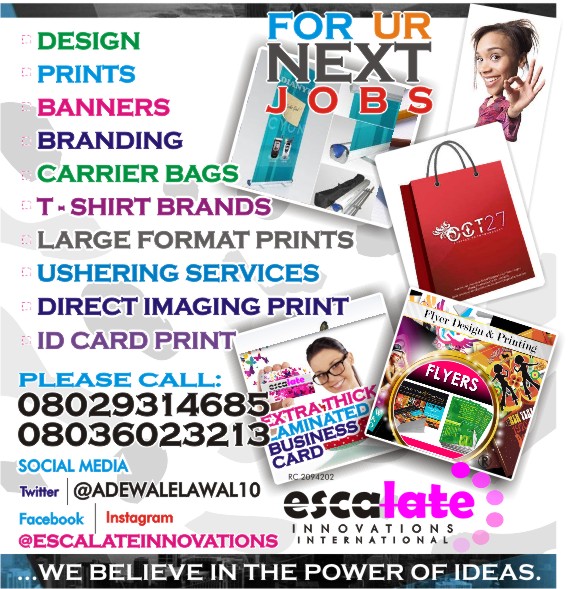 FOR UR
NEXT
JOBS
DESIGN
PRINTS
BANNERS
BRANDING
CARRIER BAGS
T - SHIRT BRANDS
LARGE FORMAT PRINTS
USHERING SERVICES
DIRECT IMAGING PRINT
ID CARD PRINT
OCT27
Flyer Design & Printing
FLYERS
escalate
EXTRA-THICK
LAMINATED
BUSINESS
CARD
PLEASE CALL:
08029314685
08036023213
SOCIAL MEDIA
Twitter @ADEWALELAWAL10
Facebook Instagram
@ESCALATEINNOVATIONS
RC 2094202
escalate
INNOVATIONS
INTERNATIONAL
...WE BELIEVE IN THE POWER OF IDEAS.